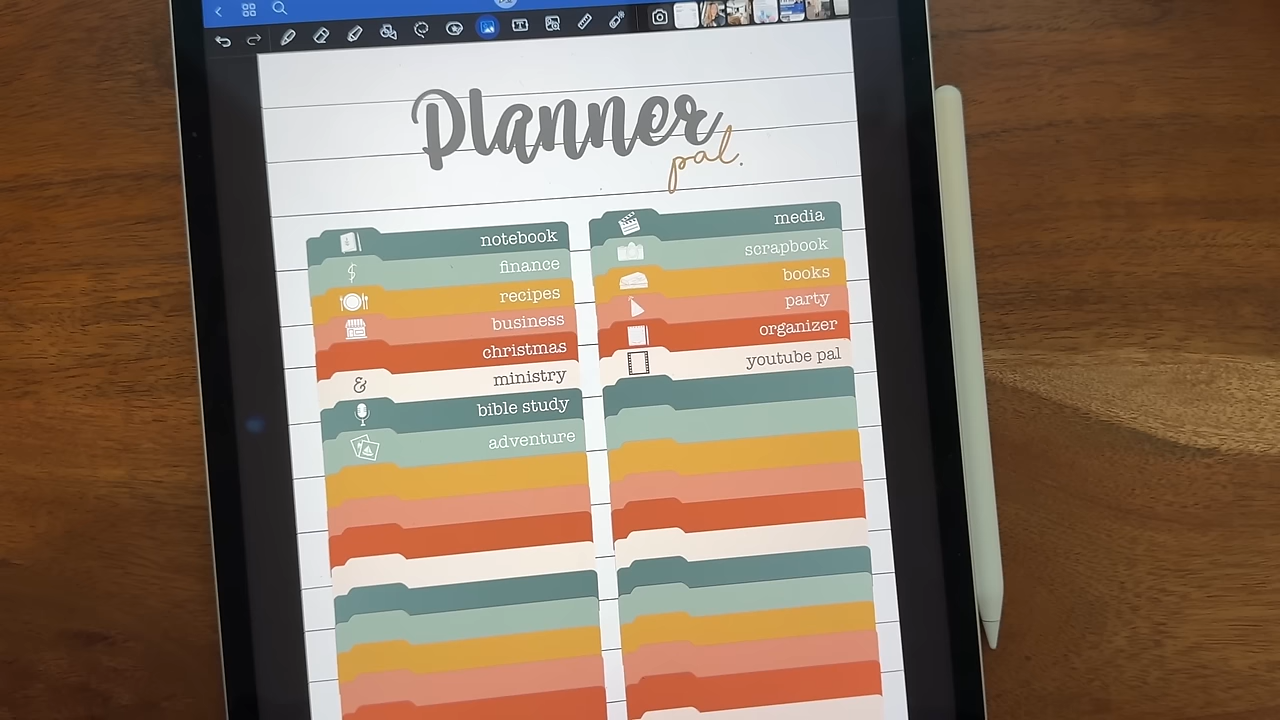 Planner
pal.
notebook
finance
recipes
business
christmas
ministry
bible study
adventure
media
scrapbook
books
party
organizer
youtube pal